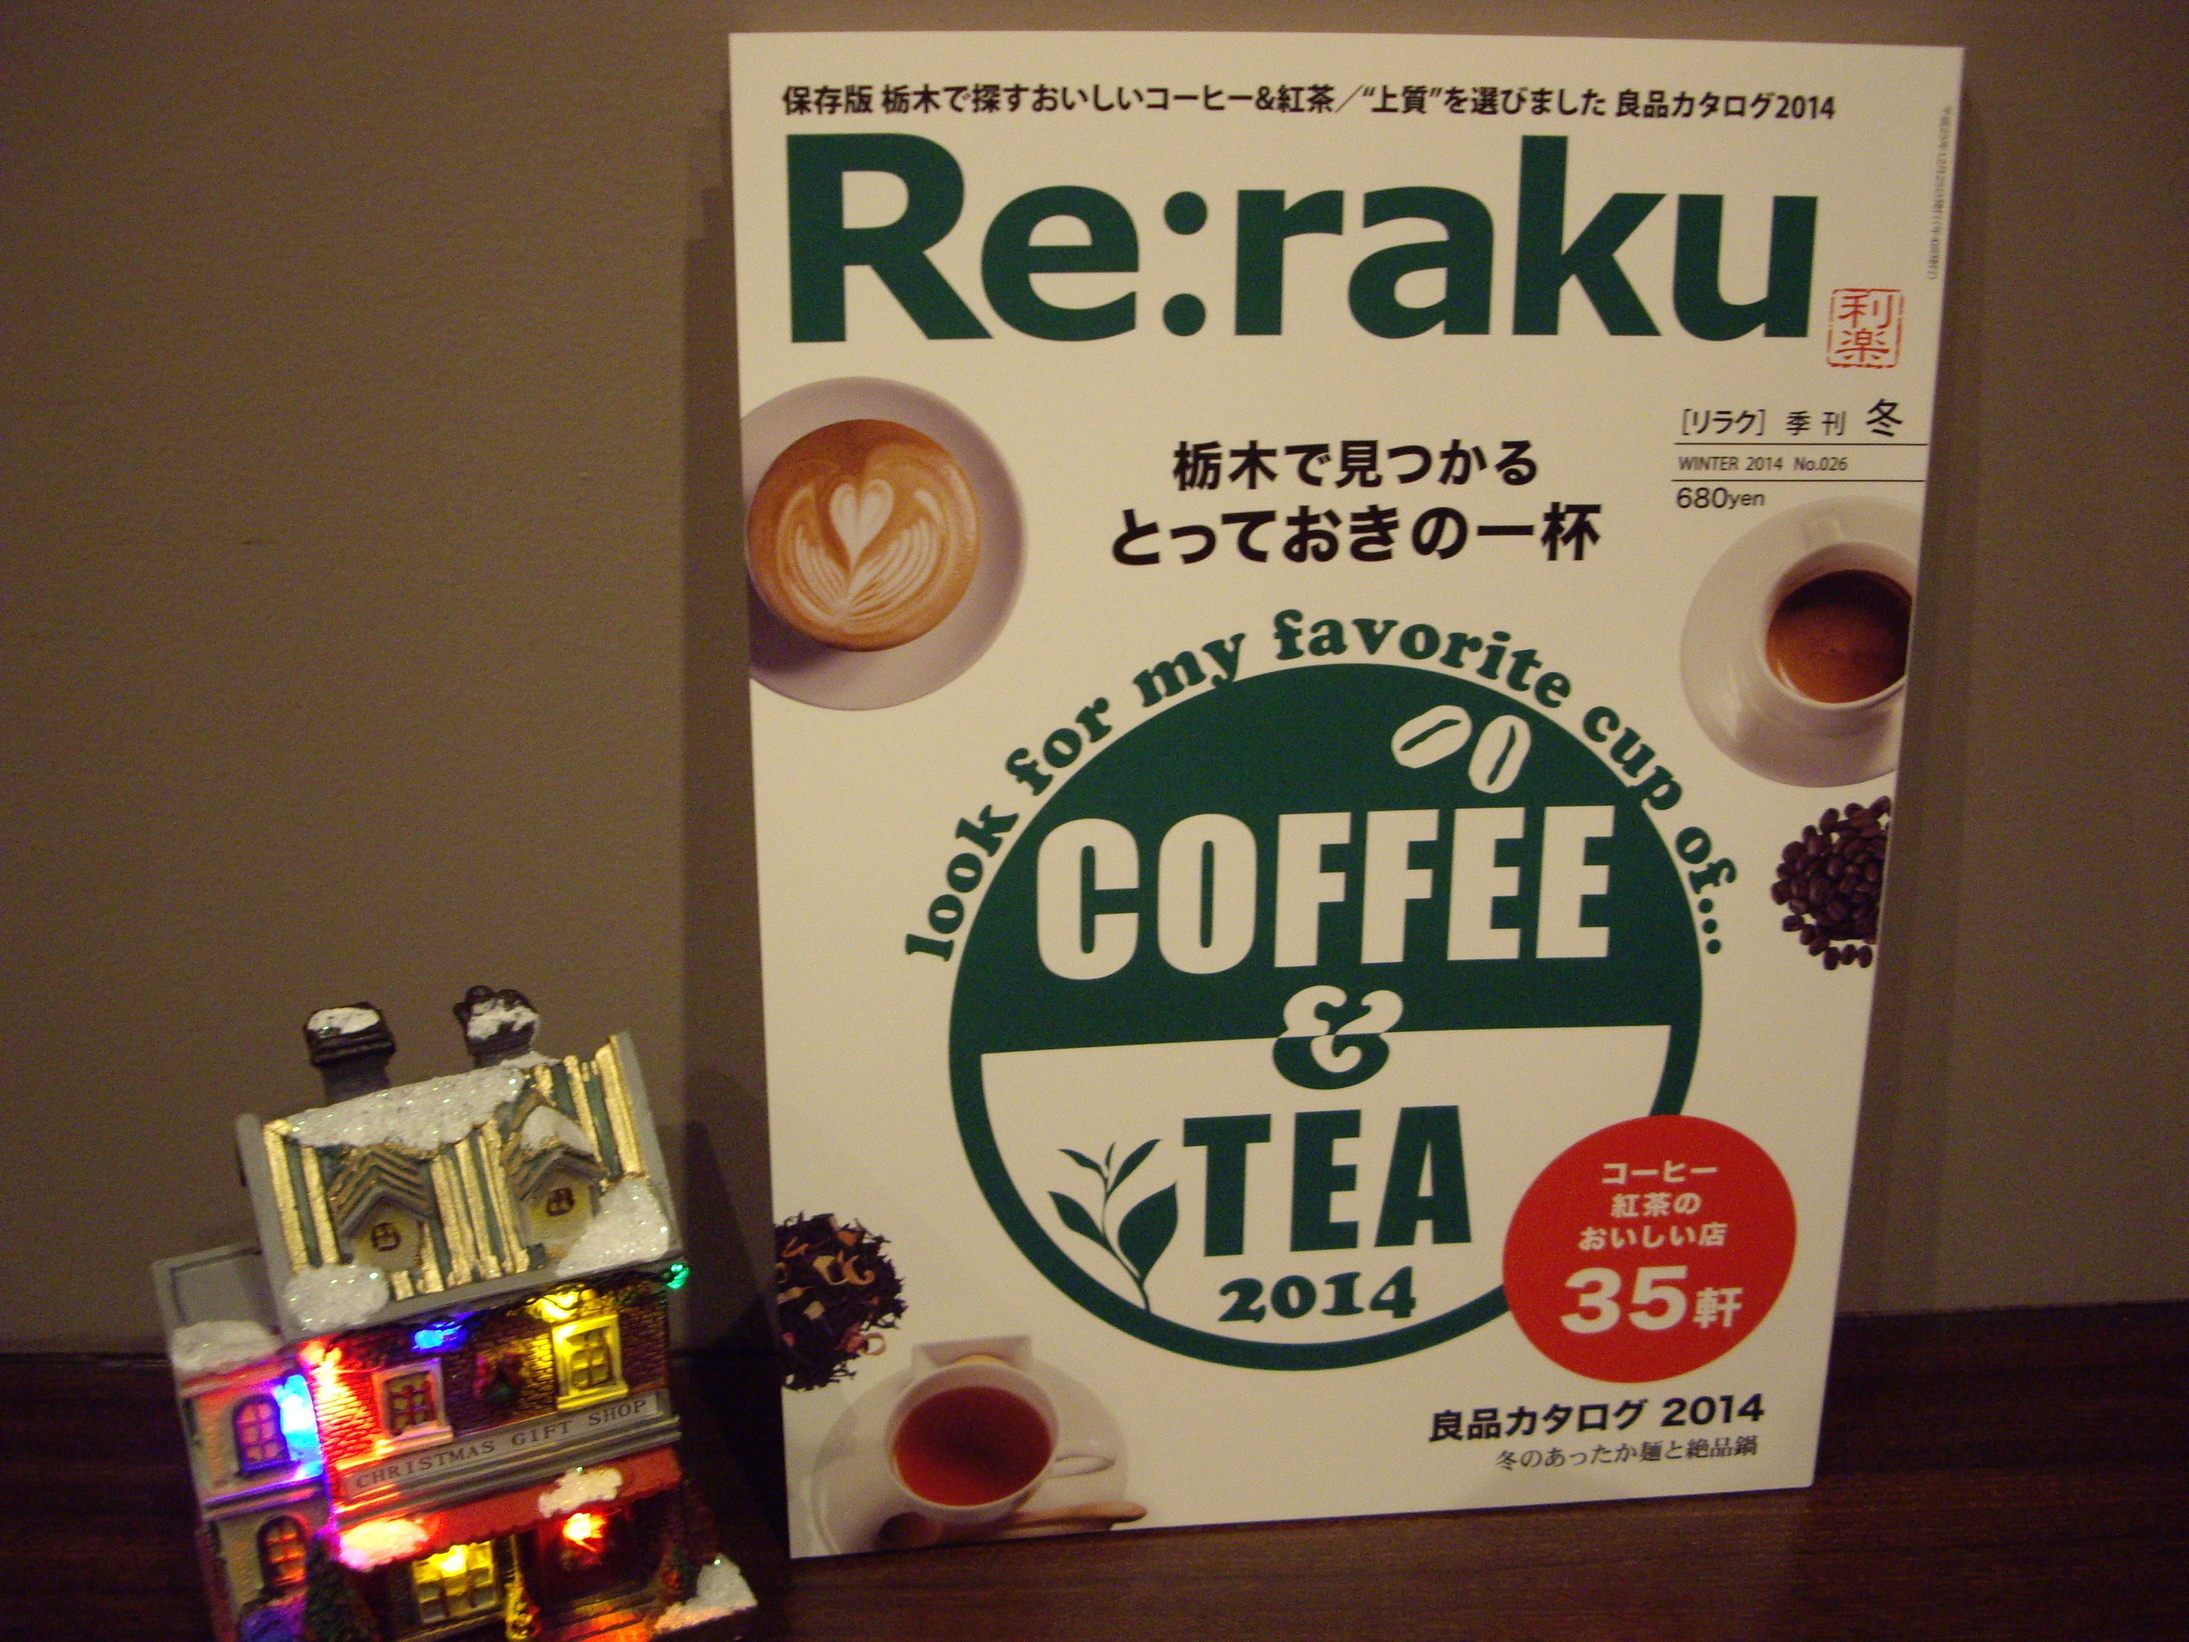 保存版 栃木で探すおいしいコーヒー&紅茶／“上質”を選びました 良品カタログ2014
Re:raku
利楽
[リラク] 季刊 冬
WINTER 2014 No.026
680yen
栃木で見つかる
とっておきの一杯
look for my favorite cup of...
COFFEE
&
TEA
2014
コーヒー
紅茶の
おいしい店
35軒
良品カタログ 2014
冬のあったか麺と絶品鍋
CHRISTMAS GIFT SHOP